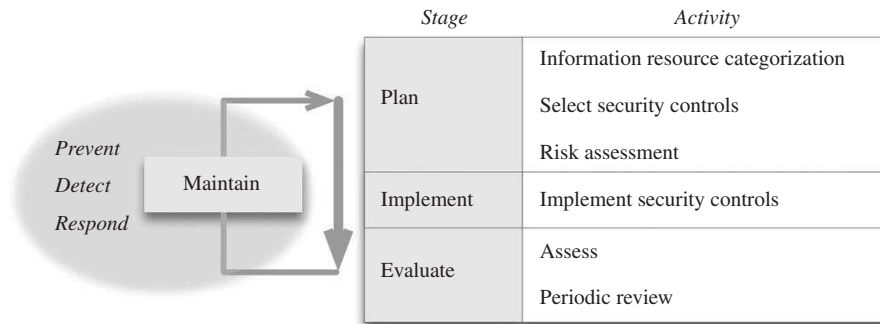 Stage Activity
Information resource categorization
Plan Select security controls
Risk assessment
Implement Implement security controls
Assess
Evaluate
Periodic review
Prevent
Detect
Respond
Maintain